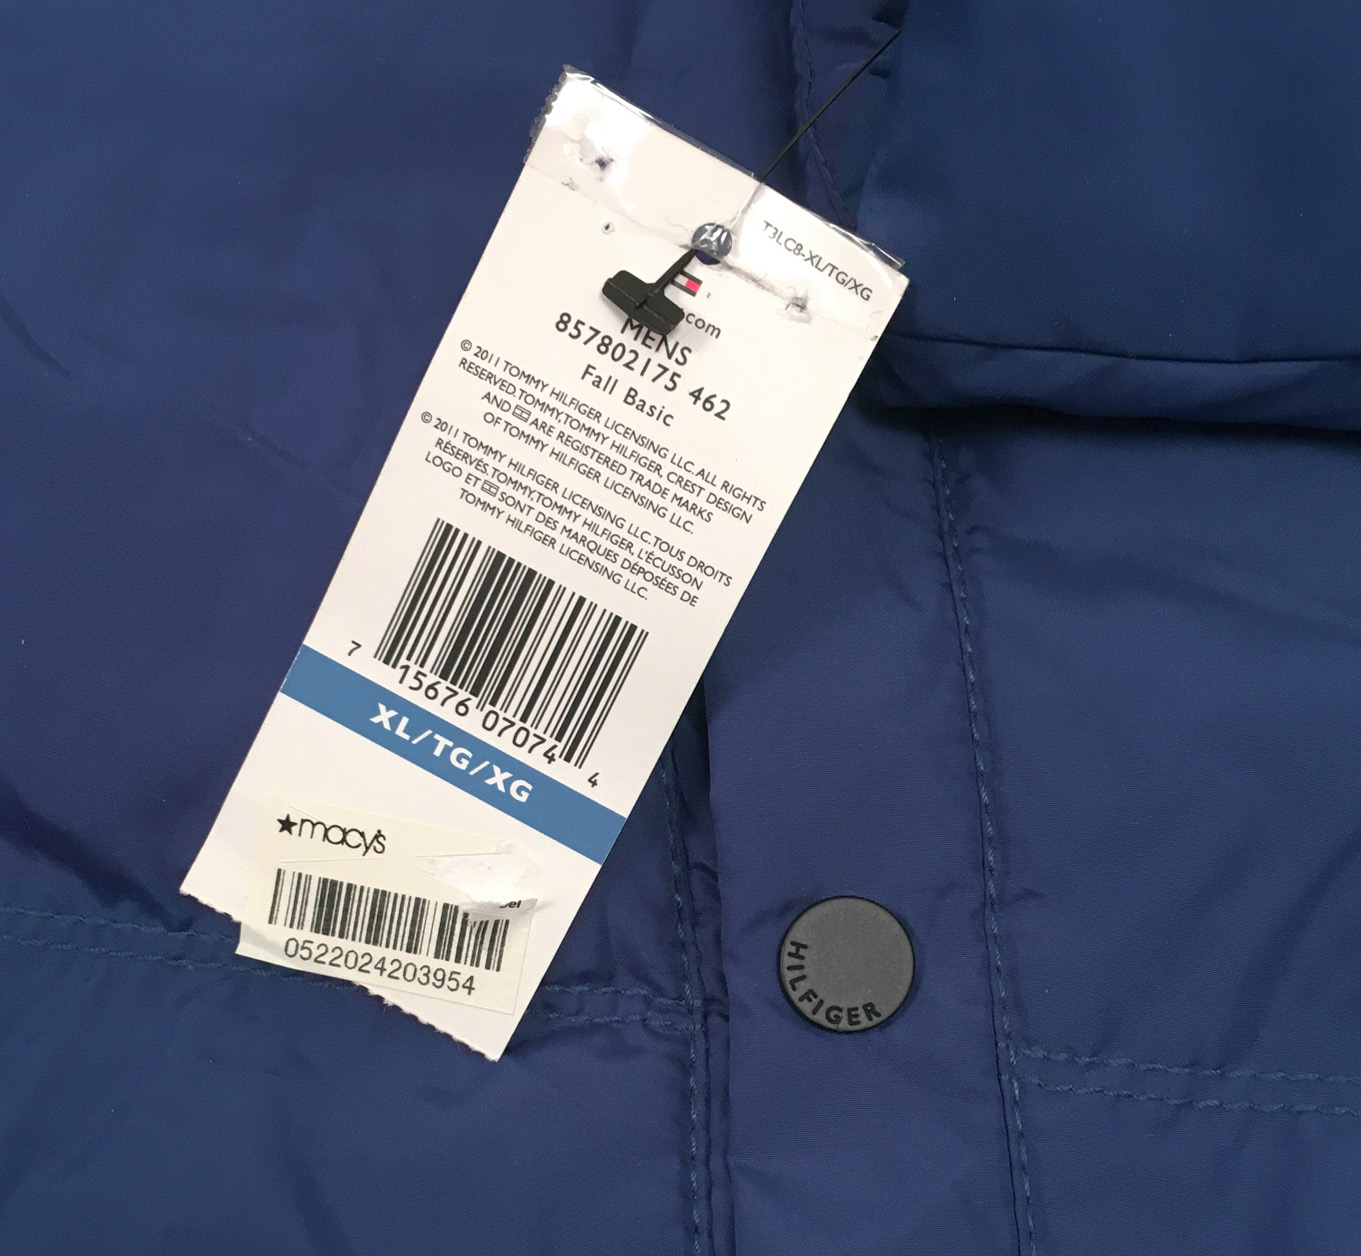 T3LC8-XL/TG/XG
.com
MENS
857802175 462
Fall Basic
© 2011 TOMMY HILFIGER LICENSING LLC. ALL RIGHTS
RESERVED. TOMMY, TOMMY HILFIGER, CREST DESIGN
AND ARE REGISTERED TRADE MARKS
OF TOMMY HILFIGER LICENSING LLC.
© 2011 TOMMY HILFIGER LICENSING LLC. TOUS DROITS
RÉSERVÉS. TOMMY, TOMMY HILFIGER, L'ÉCUSSON
LOGO ET SONT DES MARQUES DÉPOSÉES DE
TOMMY HILFIGER LICENSING LLC.
7 15676 07074 4
XL/TG/XG
★macy's
0522024203954
HILFIGER